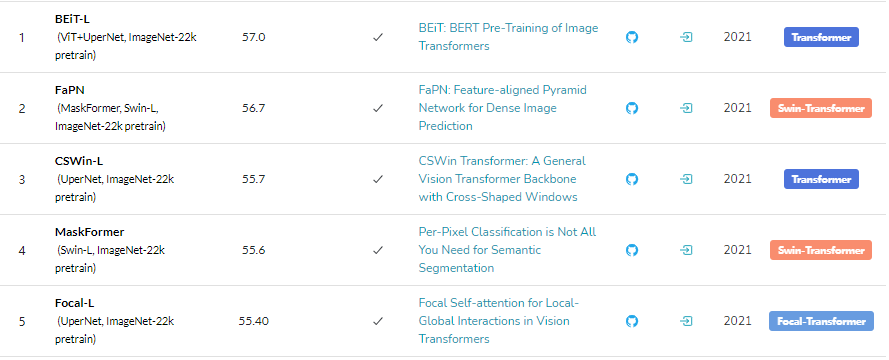 BEiT-L
1 (ViT+UperNet, ImageNet-22k 57.0 ✓ BEiT: BERT Pre-Training of Image 2021 Transformer
pretrain) Transformers
FaPN FaPN: Feature-aligned Pyramid
2 (MaskFormer, Swin-L, 56.7 ✓ Network for Dense Image 2021 Swin-Transformer
ImageNet-22k pretrain) Prediction
CSWin-L CSWin Transformer: A General
3 (UperNet, ImageNet-22k 55.7 ✓ Vision Transformer Backbone 2021 Transformer
pretrain) with Cross-Shaped Windows
MaskFormer Per-Pixel Classification is Not All
4 (Swin-L, ImageNet-22k 55.6 ✓ You Need for Semantic 2021 Swin-Transformer
pretrain) Segmentation
Focal-L Focal Self-attention for Local-
5 (UperNet, ImageNet-22k 55.40 ✓ Global Interactions in Vision 2021 Focal-Transformer
pretrain) Transformers